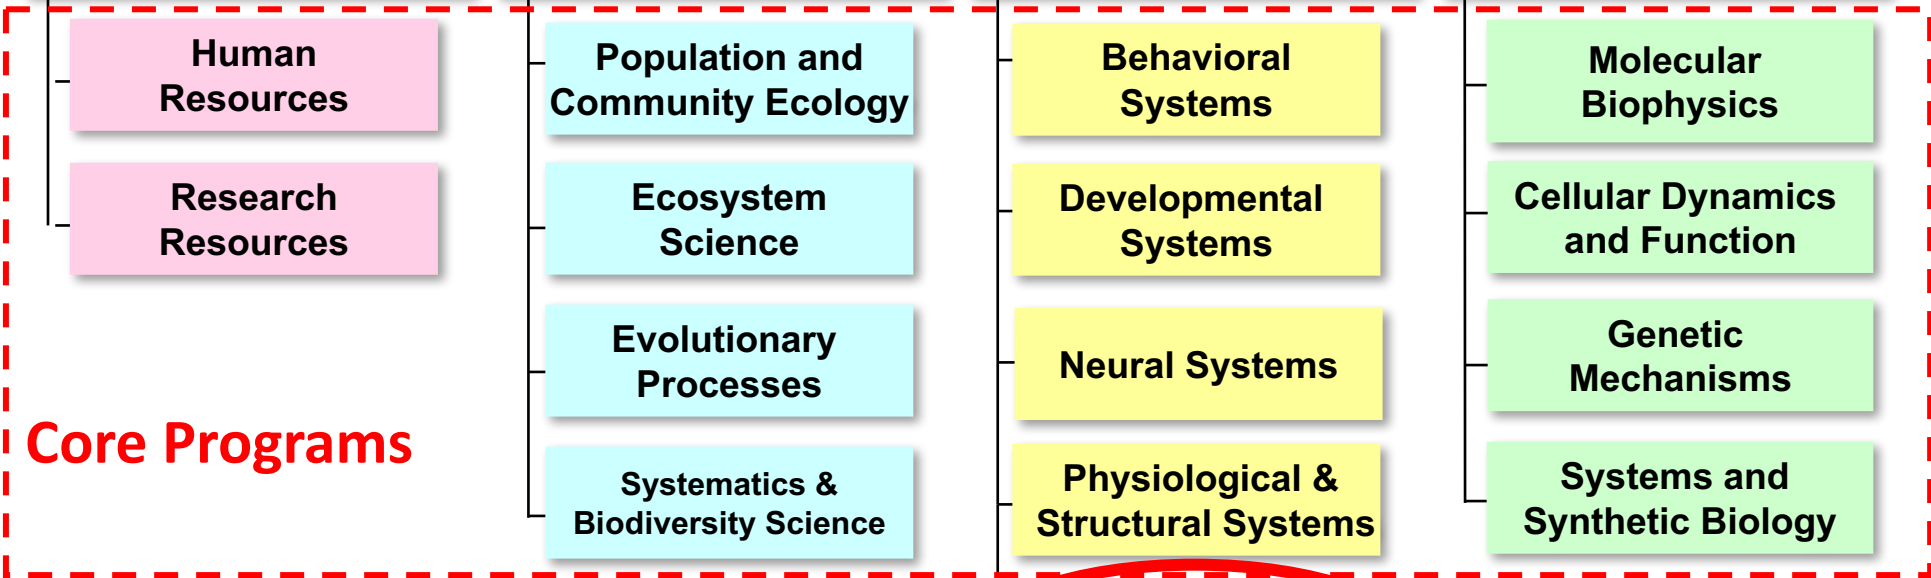 Human
Resources
Research
Resources
Core Programs
Population and
Community Ecology
Ecosystem
Science
Evolutionary
Processes
Systematics &
Biodiversity Science
Behavioral
Systems
Developmental
Systems
Neural Systems
Physiological &
Structural Systems
Molecular
Biophysics
Cellular Dynamics
and Function
Genetic
Mechanisms
Systems and
Synthetic Biology